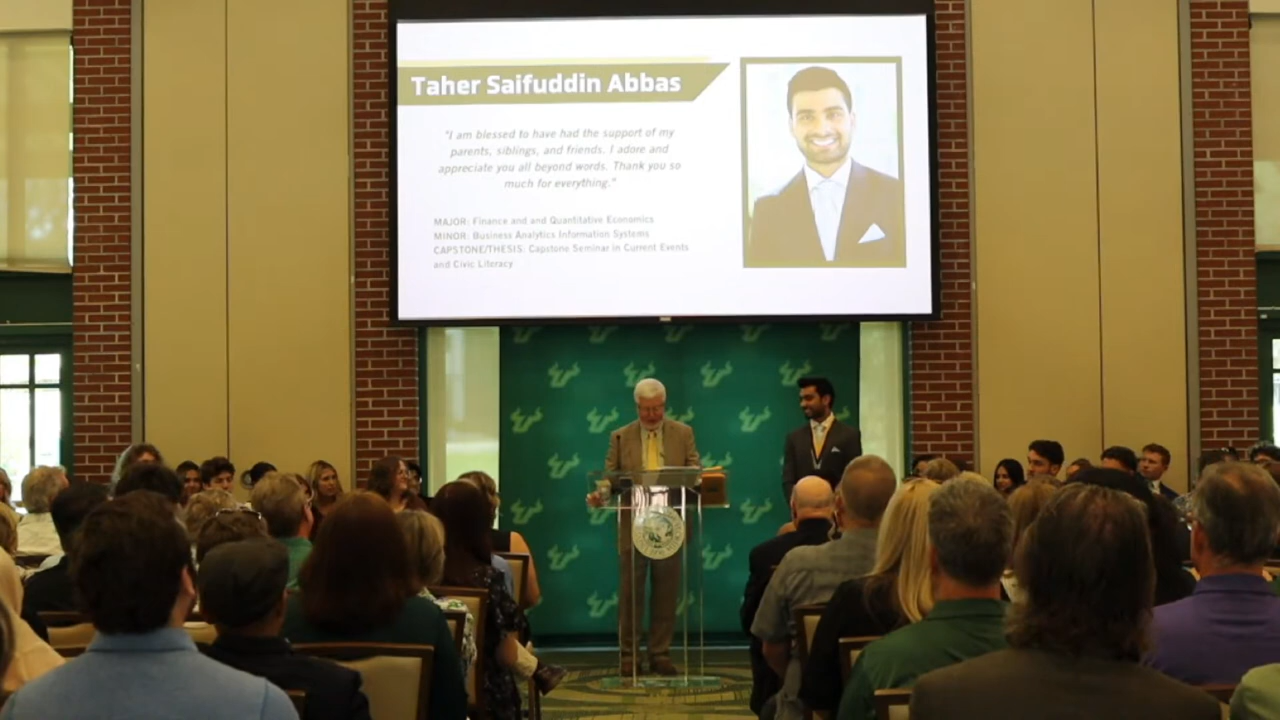 Taher Saifuddin Abbas
"I am blessed to have had the support of my
parents, siblings, and friends. I adore and
appreciate you all beyond words. Thank you so
much for everything."
MAJOR: Finance and and Quantitative Economics
MINOR: Business Analytics Information Systems
CAPSTONE/THESIS: Capstone Seminar in Current Events
and Civic Literacy